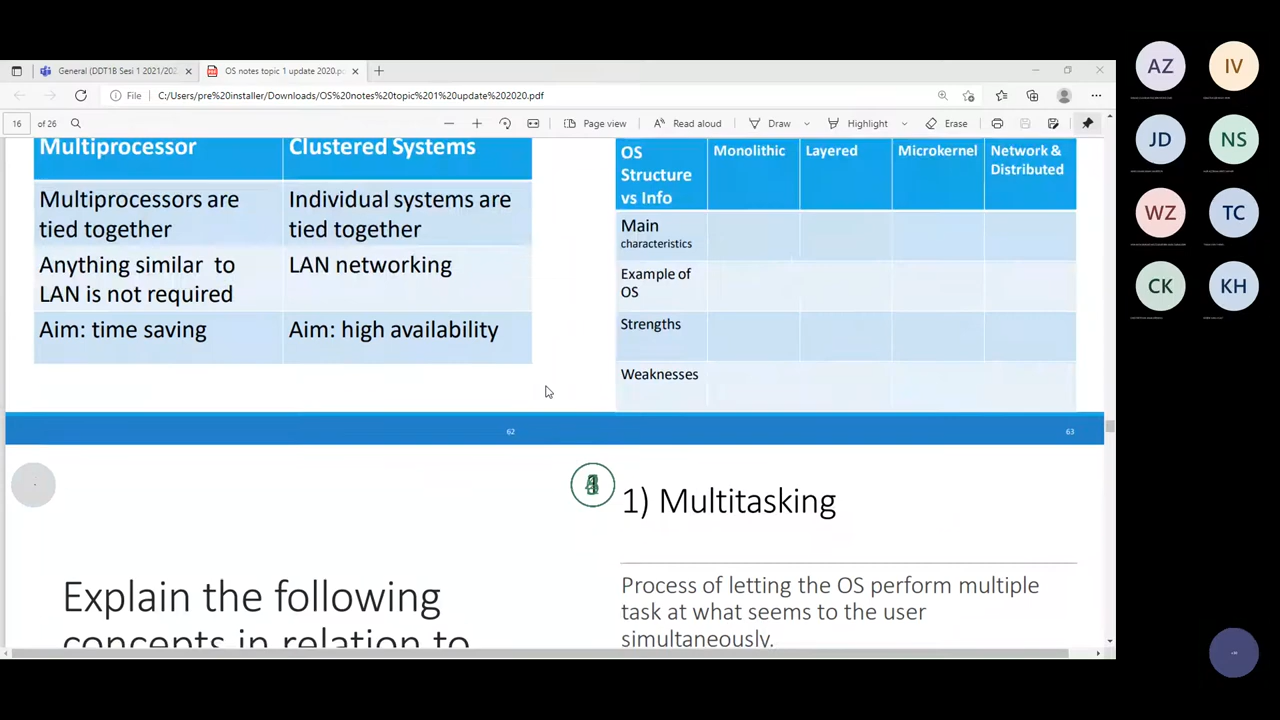 General (DDT1B Sesi 1 2021/202
OS notes topic 1 update 2020.pd
File
C:/Users/pre%20installer/Downloads/OS%20notes%20topic%201%20update%202020.pdf
16
of 26
Page view
Read aloud
Draw
Highlight
Erase
Multiprocessor
Clustered Systems
Multiprocessors are
tied together
Individual systems are
tied together
Anything similar to
LAN is not required
LAN networking
Aim: time saving
Aim: high availability
62
OS
Structure
vs Info
Monolithic
Layered
Microkernel
Network &
Distributed
Main
characteristics
Example of
OS
Strengths
Weaknesses
63
Explain the following
concepts in relation to
1) Multitasking
Process of letting the OS perform multiple
task at what seems to the user
simultaneously.
AZ
IV
JD
NS
WZ
TC
CK
KH